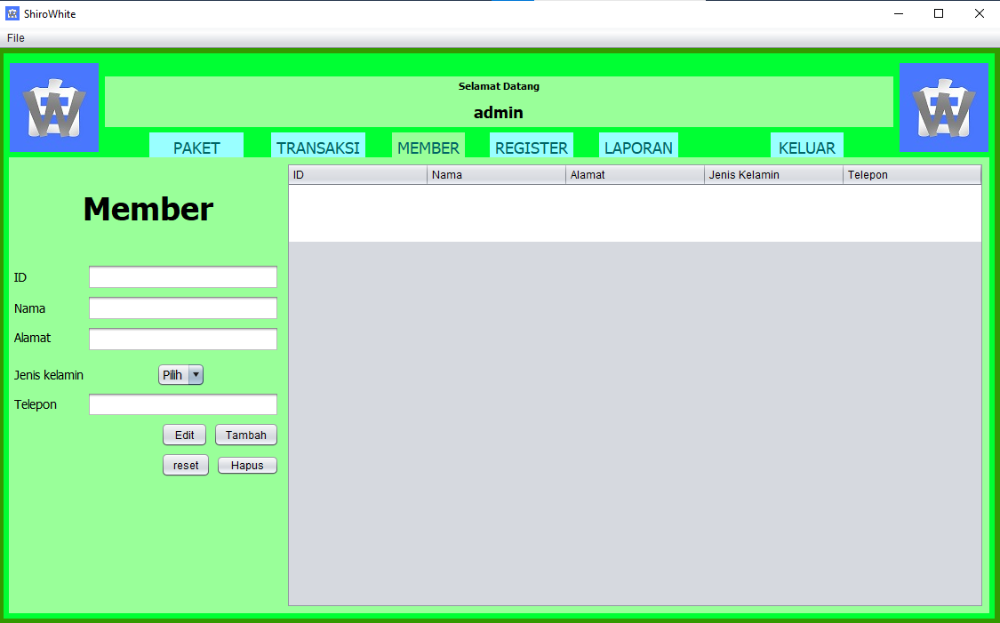 ShiroWhite
File
Selamat Datang
admin
PAKET TRANSAKSI MEMBER REGISTER LAPORAN KELUAR
Member
ID Nama Alamat Jenis Kelamin Telepon
ID
Nama
Alamat
Jenis kelamin Pilih
Telepon
Edit Tambah
reset Hapus
W
W